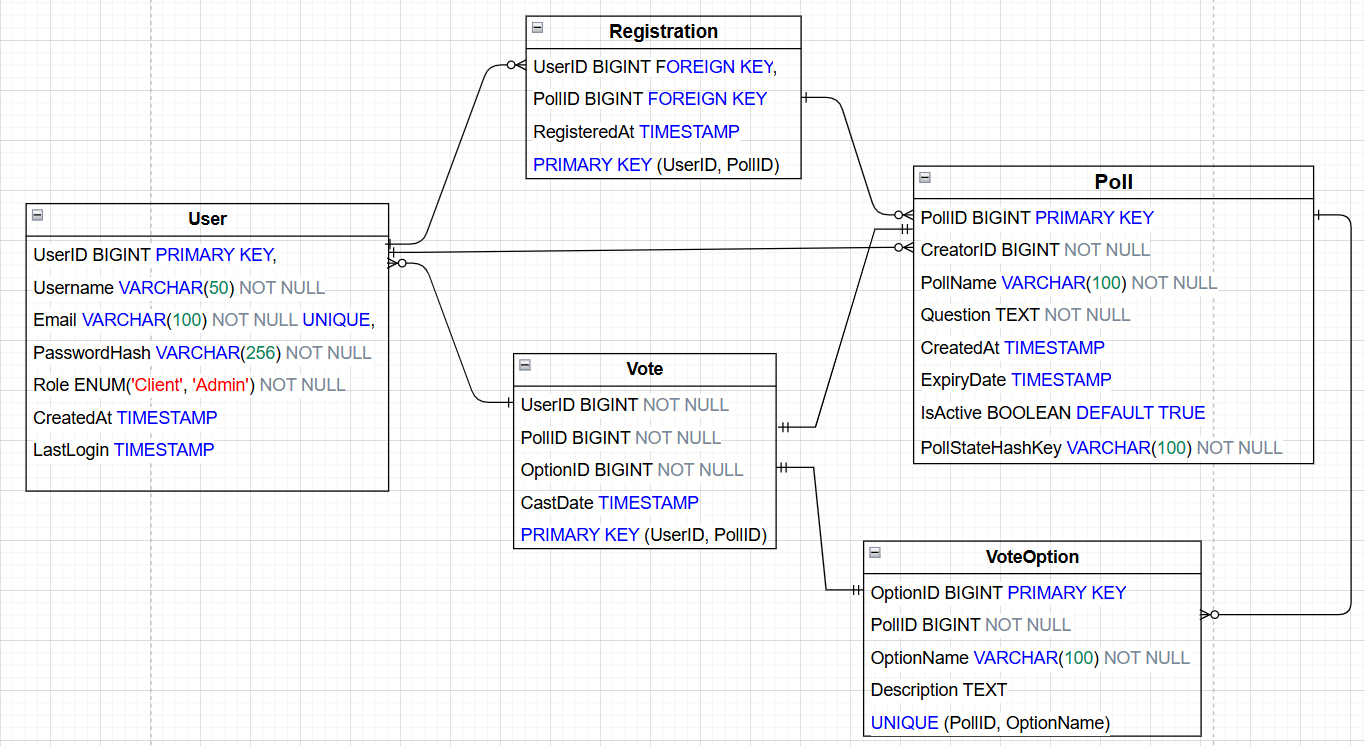 Registration
UserID BIGINT FOREIGN KEY,
PollID BIGINT FOREIGN KEY
RegisteredAt TIMESTAMP
PRIMARY KEY (UserID, PollID)
User
UserID BIGINT PRIMARY KEY,
Username VARCHAR(50) NOT NULL
Email VARCHAR(100) NOT NULL UNIQUE,
PasswordHash VARCHAR(256) NOT NULL
Role ENUM('Client', 'Admin') NOT NULL
CreatedAt TIMESTAMP
LastLogin TIMESTAMP
Poll
PollID BIGINT PRIMARY KEY
CreatorID BIGINT NOT NULL
PollName VARCHAR(100) NOT NULL
Question TEXT NOT NULL
CreatedAt TIMESTAMP
ExpiryDate TIMESTAMP
IsActive BOOLEAN DEFAULT TRUE
PollStateHashKey VARCHAR(100) NOT NULL
Vote
UserID BIGINT NOT NULL
PollID BIGINT NOT NULL
OptionID BIGINT NOT NULL
CastDate TIMESTAMP
PRIMARY KEY (UserID, PollID)
VoteOption
OptionID BIGINT PRIMARY KEY
PollID BIGINT NOT NULL
OptionName VARCHAR(100) NOT NULL
Description TEXT
UNIQUE (PollID, OptionName)